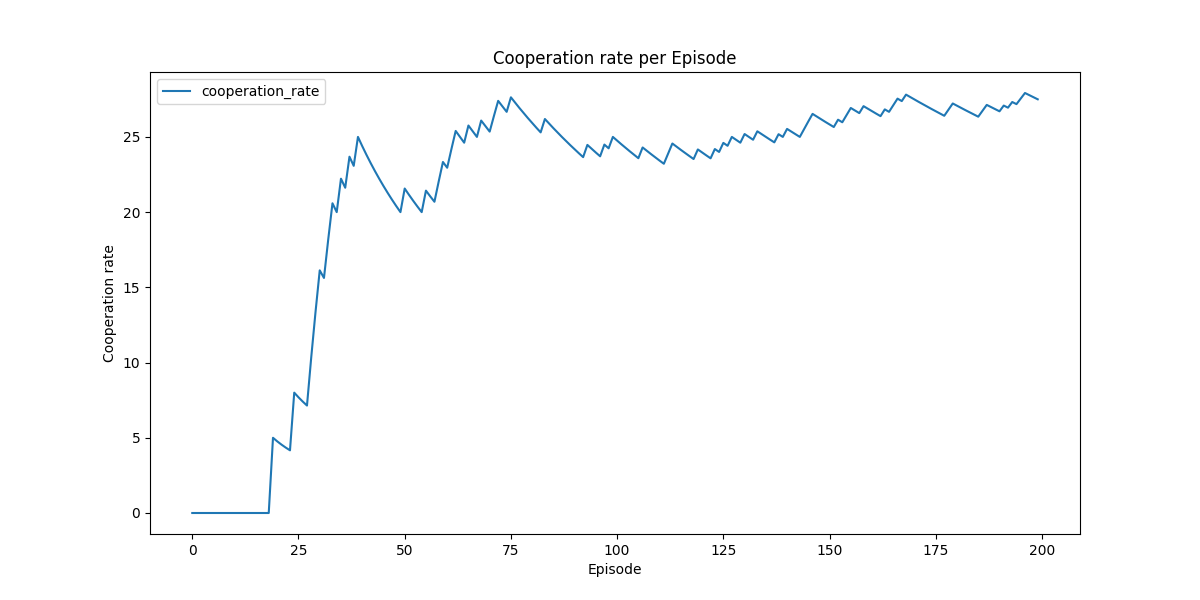 Cooperation rate per Episode
cooperation_rate
Cooperation rate
25
20
15
10
5
0
0 25 50 75 100 125 150 175 200
Episode